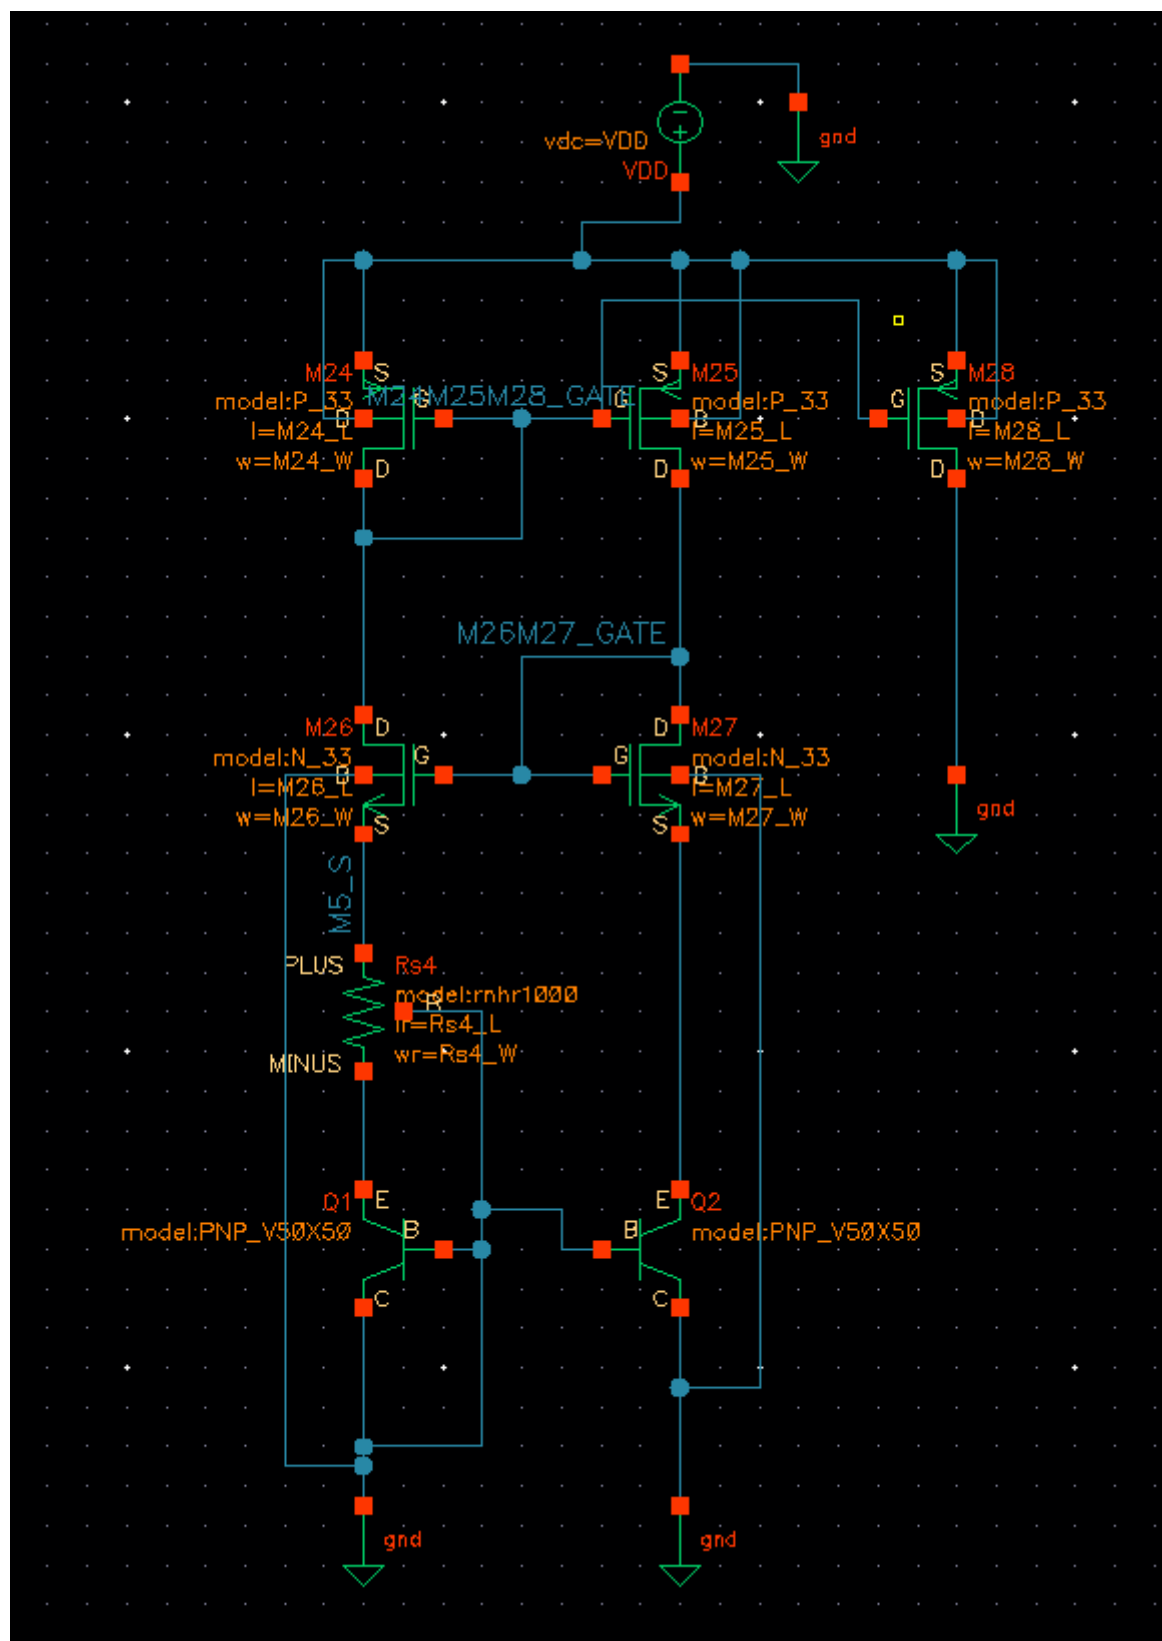 vdc=VDD
gnd
VDD
M24
S
S
M25
S
M28
M24M25M28_GATE
model:P_33
G
B
l=M24_L
w=M24_W
D
G
model:P_33
B
l=M25_L
w=M25_W
D
G
model:P_33
B
l=M28_L
w=M28_W
D
M26M27_GATE
M26
D
D
M27
model:N_33
G
B
l=M26_L
w=M26_W
S
G
model:N_33
B
l=M27_L
w=M27_W
S
gnd
M5_S
PLUS
Rs4
model:rnhr1000
B
lr=Rs4_L
wr=Rs4_W
MINUS
Q1
E
E
Q2
model:PNP_V50X50
B
B
model:PNP_V50X50
C
C
gnd
gnd